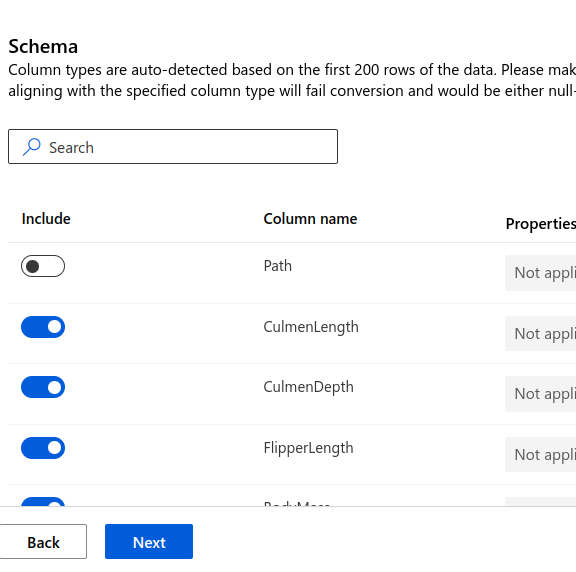 Schema
Column types are auto-detected based on the first 200 rows of the data. Please mak
aligning with the specified column type will fail conversion and would be either null-
Search
Include Column name Properties
Path Not appli
CulmenLength Not appli
CulmenDepth Not appli
FlipperLength Not appli
BodyMass
Back Next